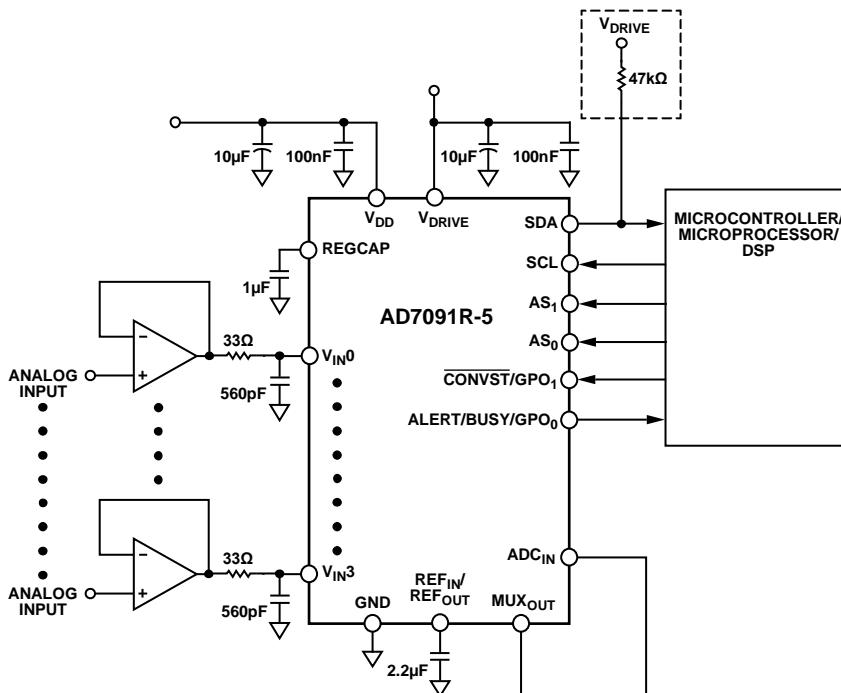 VDRIVE
47kΩ
10µF
100nF
10µF
100nF
VDD
VDRIVE
REGCAP
1µF
AD7091R-5
SDA
SCL
AS1
AS0
CONVST/GPO1
ALERT/BUSY/GPO0
MICROCONTROLLER/
MICROPROCESSOR/
DSP
33Ω
VIN0
ANALOG
INPUT
560pF
33Ω
VIN3
ANALOG
INPUT
560pF
ADCIN
GND
REFIN/
REFOUT
MUXOUT
2.2µF